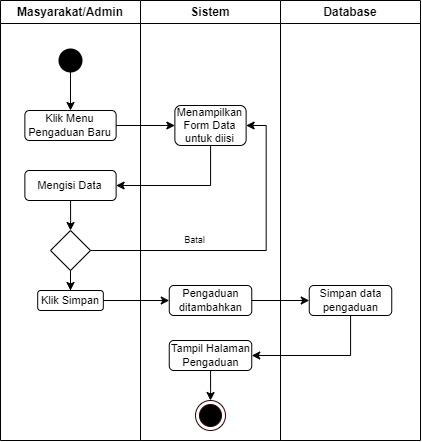 Masyarakat/Admin
Sistem
Database
Klik Menu
Pengaduan Baru
Menampilkan
Form Data
untuk diisi
Mengisi Data
Batal
Klik Simpan
Pengaduan
ditambahkan
Simpan data
pengaduan
Tampil Halaman
Pengaduan